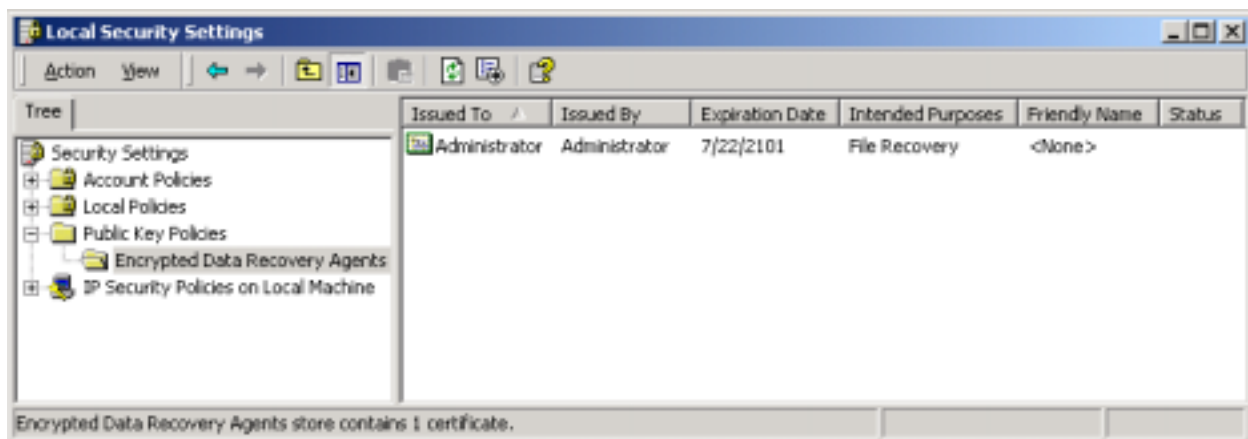 Local Security Settings
Action View
Tree
Issued To Issued By Expiration Date Intended Purposes Friendly Name Status
Administrator Administrator 7/22/2101 File Recovery <None>
Security Settings
Account Policies
Local Policies
Public Key Policies
Encrypted Data Recovery Agents
IP Security Policies on Local Machine
Encrypted Data Recovery Agents store contains 1 certificate.